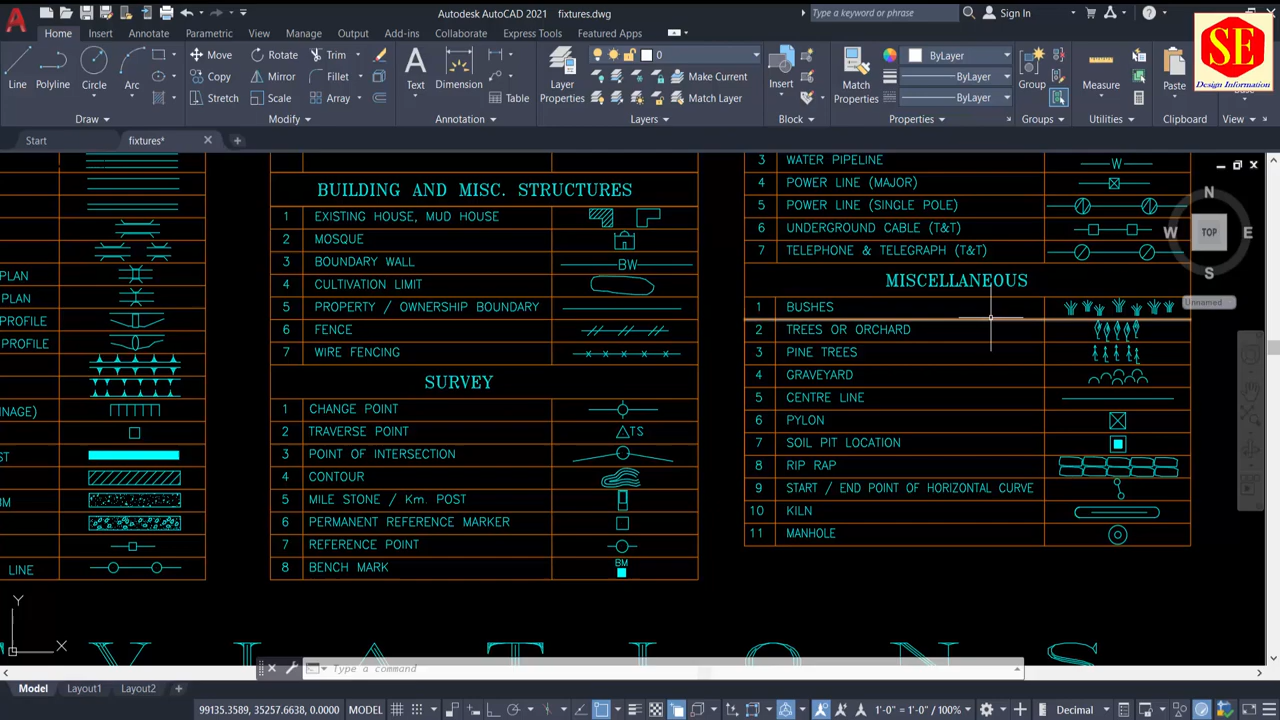 Autodesk AutoCAD 2021 fixtures.dwg
Type a keyword or phrase
Sign In
Home Insert Annotate Parametric View Manage Output Add-ins Collaborate Express Tools Featured Apps
SE
Design Information
Line
Polyline
Circle
Arc
Move
Copy
Stretch
Rotate
Mirror
Scale
Trim
Fillet
Array
Text
Dimension
Table
Layer
Properties
0
Make Current
Match Layer
Insert
Match
Properties
ByLayer
ByLayer
ByLayer
Group
Measure
Paste
Draw
Modify
Annotation
Layers
Block
Properties
Groups
Utilities
Clipboard
View
Start
fixtures*
PLAN
PLAN
PROFILE
PROFILE
NAGE)
ST
IM
LINE
BUILDING AND MISC. STRUCTURES
1 EXISTING HOUSE, MUD HOUSE
2 MOSQUE
3 BOUNDARY WALL BW
4 CULTIVATION LIMIT
5 PROPERTY / OWNERSHIP BOUNDARY
6 FENCE
7 WIRE FENCING
SURVEY
1 CHANGE POINT
2 TRAVERSE POINT TS
3 POINT OF INTERSECTION
4 CONTOUR
5 MILE STONE / Km. POST
6 PERMANENT REFERENCE MARKER
7 REFERENCE POINT
8 BENCH MARK BM
3 WATER PIPELINE W
4 POWER LINE (MAJOR)
5 POWER LINE (SINGLE POLE)
6 UNDERGROUND CABLE (T&T)
7 TELEPHONE & TELEGRAPH (T&T)
MISCELLANEOUS
1 BUSHES
2 TREES OR ORCHARD
3 PINE TREES
4 GRAVEYARD
5 CENTRE LINE
6 PYLON
7 SOIL PIT LOCATION
8 RIP RAP
9 START / END POINT OF HORIZONTAL CURVE
10 KILN
11 MANHOLE
N
W TOP E
S
Unnamed
Y
X
Y L A T I O N S
Type a command
Model Layout1 Layout2
99135.3589, 35257.6638, 0.0000 MODEL
1'-0" = 1'-0" / 100%
Decimal